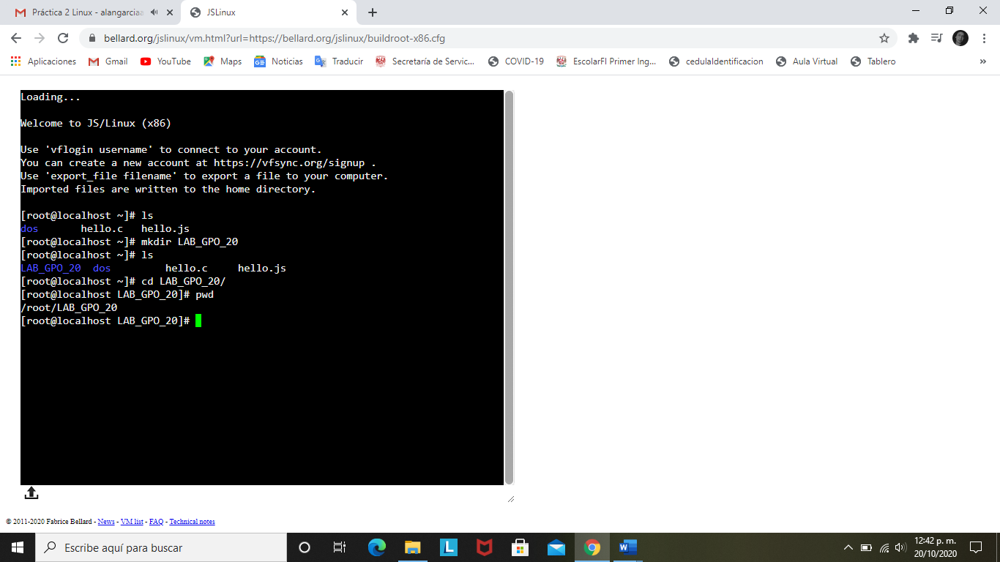 Práctica 2 Linux - alangarciaa
JSLinux
bellard.org/jslinux/vm.html?url=https://bellard.org/jslinux/buildroot-x86.cfg
Aplicaciones Gmail YouTube Maps Noticias Traducir Secretaría de Servic... COVID-19 EscolarFI Primer Ing... cedulaIdentificacion Aula Virtual Tablero »
Loading...
Welcome to JS/Linux (x86)
Use 'vflogin username' to connect to your account.
You can create a new account at https://vfsync.org/signup .
Use 'export_file filename' to export a file to your computer.
Imported files are written to the home directory.
[root@localhost ~]# ls
dos       hello.c   hello.js
[root@localhost ~]# mkdir LAB_GPO_20
[root@localhost ~]# ls
LAB_GPO_20  dos         hello.c     hello.js
[root@localhost ~]# cd LAB_GPO_20/
[root@localhost LAB_GPO_20]# pwd
/root/LAB_GPO_20
[root@localhost LAB_GPO_20]#
© 2011-2020 Fabrice Bellard - News - VM list - FAQ - Technical notes
Escribe aquí para buscar
12:42 p. m.
20/10/2020